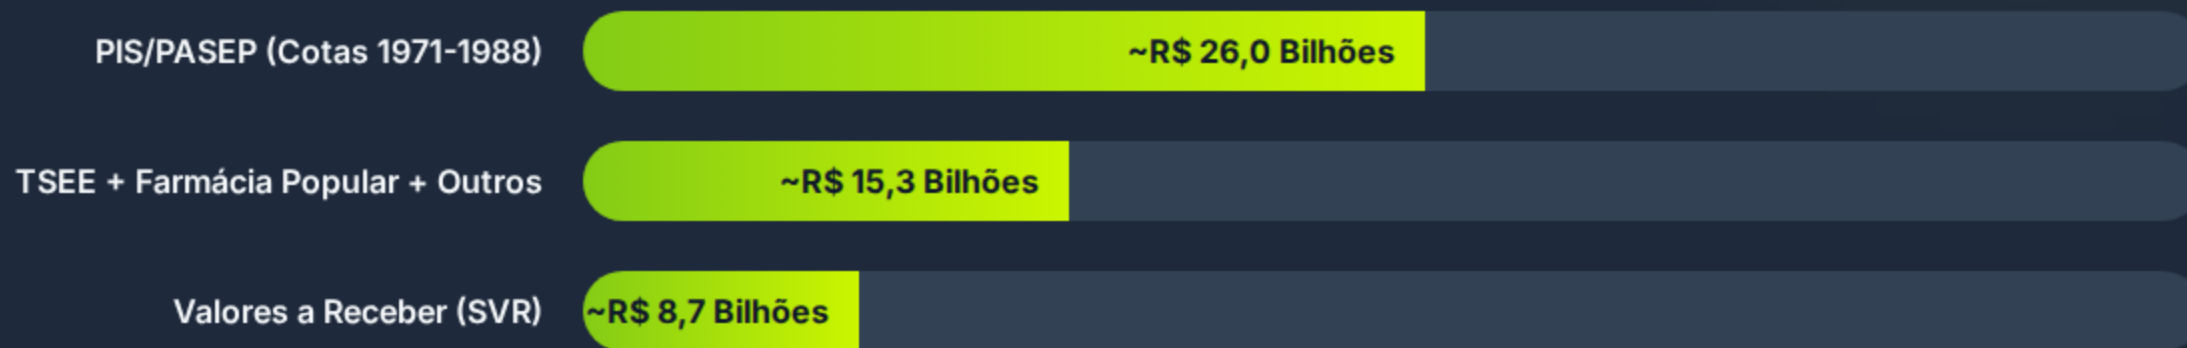 PIS/PASEP (Cotas 1971-1988) ~R$ 26,0 Bilhões
TSEE + Farmácia Popular + Outros ~R$ 15,3 Bilhões
Valores a Receber (SVR) ~R$ 8,7 Bilhões